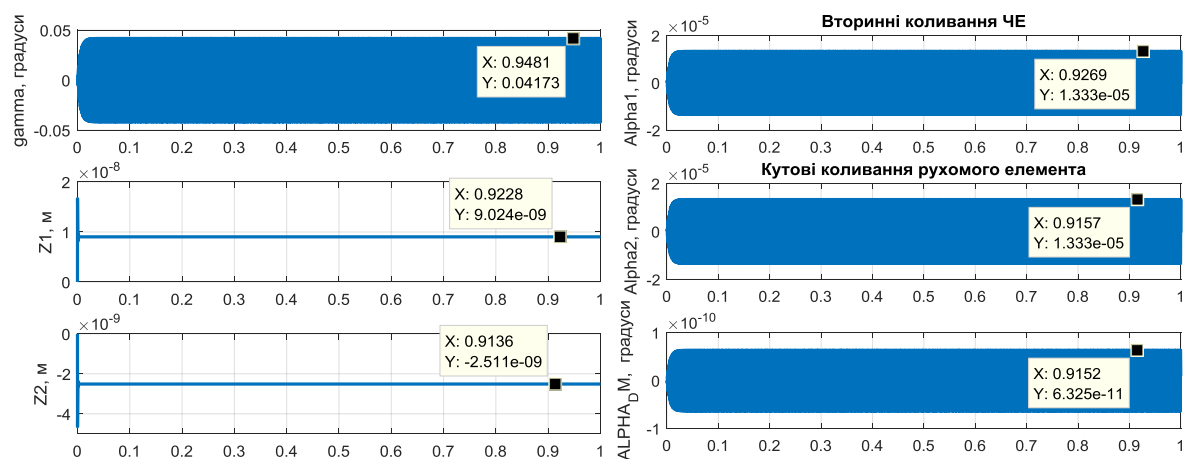 gamma, градуси
0.05
0
-0.05
X: 0.9481
Y: 0.04173
0 0.1 0.2 0.3 0.4 0.5 0.6 0.7 0.8 0.9 1
×10⁻⁸
Z1, м
2
1
0
X: 0.9228
Y: 9.024e-09
0 0.1 0.2 0.3 0.4 0.5 0.6 0.7 0.8 0.9 1
×10⁻⁹
Z2, м
0
-2
-4
X: 0.9136
Y: -2.511e-09
0 0.1 0.2 0.3 0.4 0.5 0.6 0.7 0.8 0.9 1
Вторинні коливання ЧЕ
×10⁻⁵
Alpha1, градуси
2
0
-2
X: 0.9269
Y: 1.333e-05
0 0.1 0.2 0.3 0.4 0.5 0.6 0.7 0.8 0.9 1
Кутові коливання рухомого елемента
×10⁻⁵
Alpha2, градуси
2
0
-2
X: 0.9157
Y: 1.333e-05
0 0.1 0.2 0.3 0.4 0.5 0.6 0.7 0.8 0.9 1
×10⁻¹⁰
ALPHA_DM, градуси
1
0
-1
X: 0.9152
Y: 6.325e-11
0 0.1 0.2 0.3 0.4 0.5 0.6 0.7 0.8 0.9 1